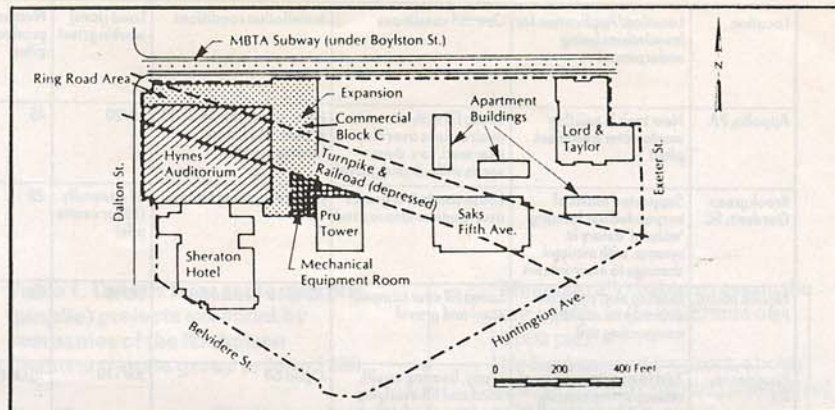 MBTA Subway (under Boylston St.)
N
Ring Road Area
Expansion
Commercial
Block C
Apartment
Buildings
Lord &
Taylor
Hynes
Auditorium
Turnpike &
Railroad (depressed)
Dalton St.
Exeter St.
Pru
Tower
Saks
Fifth Ave.
Sheraton
Hotel
Mechanical
Equipment Room
Huntington Ave.
Belvidere St.
0 200 400 Feet